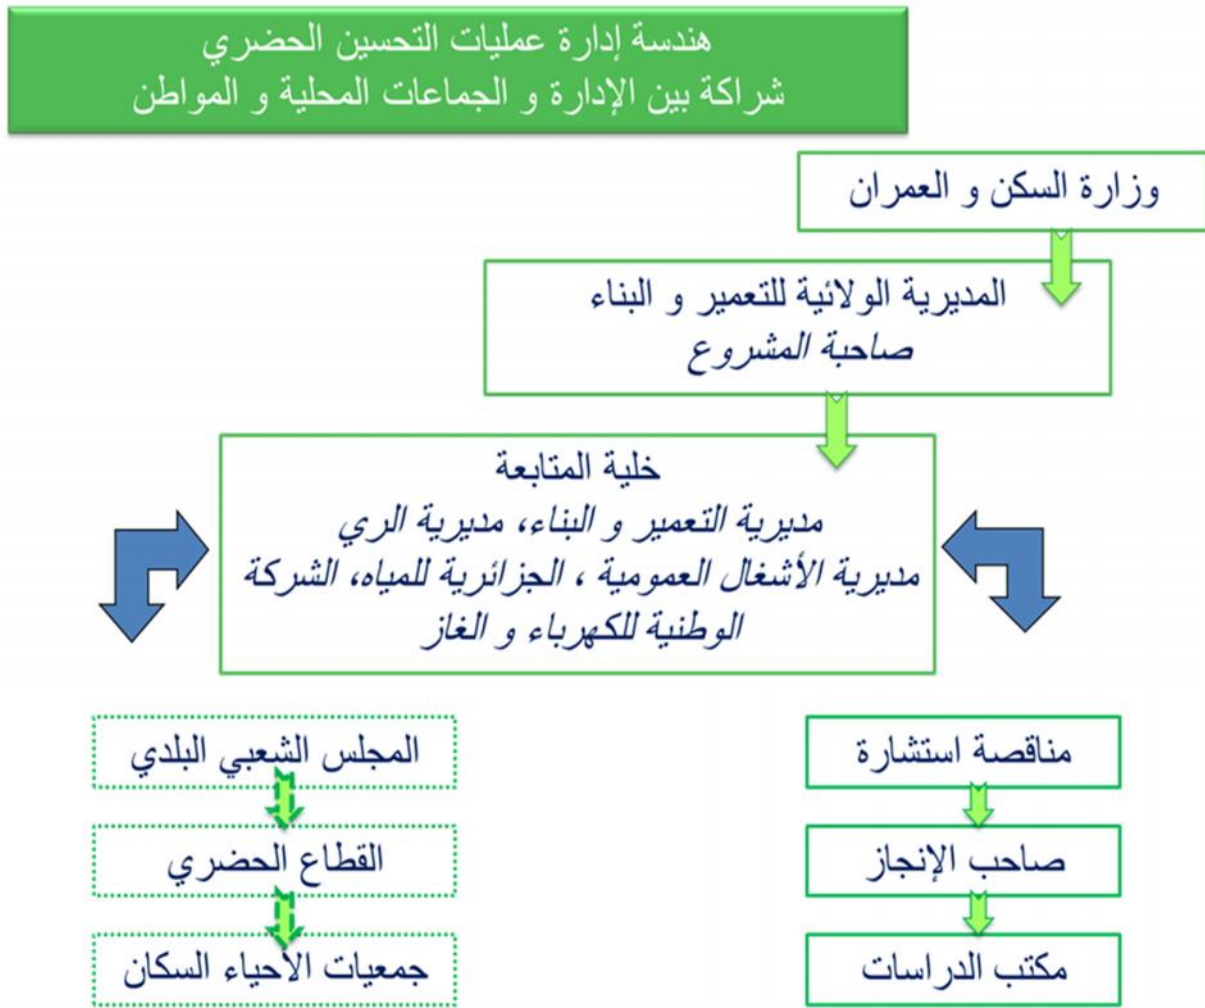 هندسة إدارة عمليات التحسين الحضري
شراكة بين الإدارة و الجماعات المحلية و المواطن
وزارة السكن و العمران
المديرية الولائية للتعمير و البناء
صاحبة المشروع
خلية المتابعة
مديرية التعمير و البناء، مديرية الري
مديرية الأشغال العمومية ، الجزائرية للمياه، الشركة
الوطنية للكهرباء و الغاز
مناقصة استشارة
صاحب الإنجاز
مكتب الدراسات
المجلس الشعبي البلدي
القطاع الحضري
جمعيات الأحياء السكان